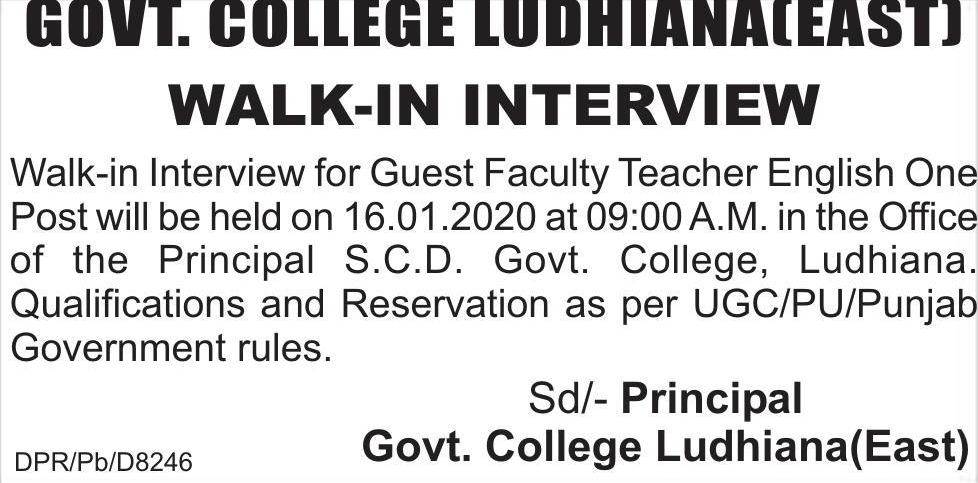 GOVT. COLLEGE LUDHIANA(EAST)
WALK-IN INTERVIEW
Walk-in Interview for Guest Faculty Teacher English One
Post will be held on 16.01.2020 at 09:00 A.M. in the Office
of the Principal S.C.D. Govt. College, Ludhiana.
Qualifications and Reservation as per UGC/PU/Punjab
Government rules.
Sd/- Principal
Govt. College Ludhiana(East)
DPR/Pb/D8246